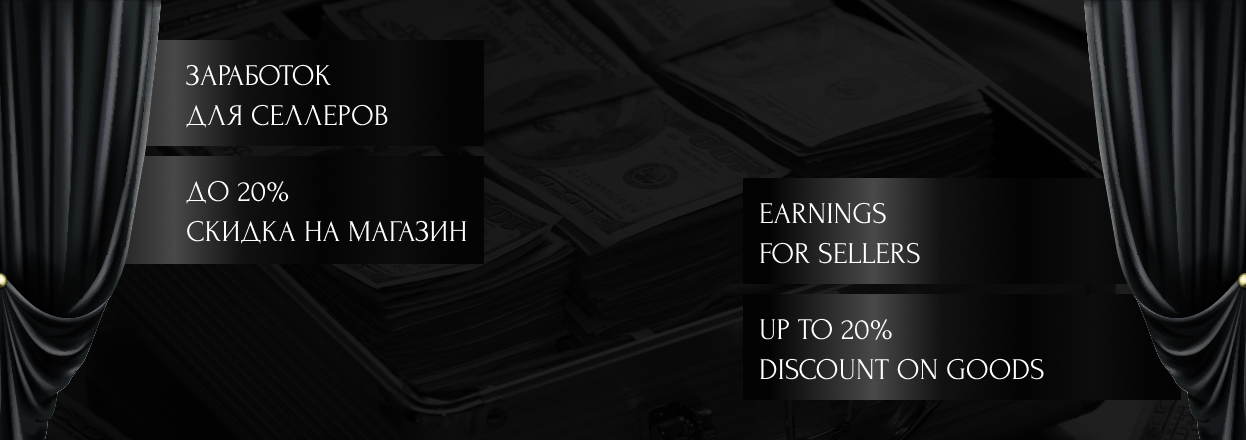 ЗАРАБОТОК
ДЛЯ СЕЛЛЕРОВ
ДО 20%
СКИДКА НА МАГАЗИН
EARNINGS
FOR SELLERS
UP TO 20%
DISCOUNT ON GOODS